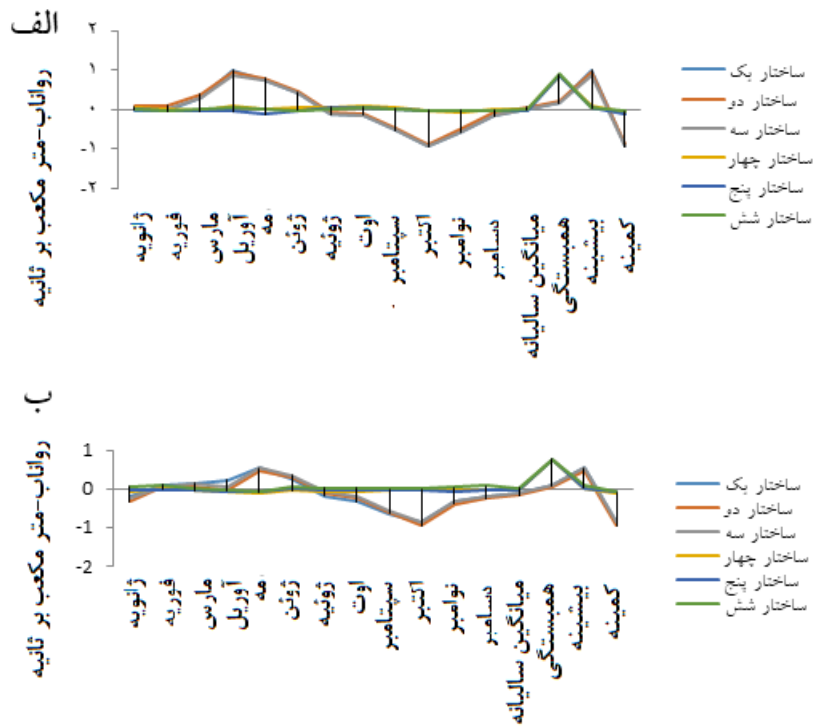 الف
رواناب-متر مکعب بر ثانیه
۲
۱
۰
-۱
-۲
ژانویه
فوریه
مارس
آوریل
مه
ژوئن
ژوئیه
اوت
سپتامبر
اکتبر
نوامبر
دسامبر
میانگین سالیانه
همبستگی
بیشینه
کمینه
ساختار یک
ساختار دو
ساختار سه
ساختار چهار
ساختار پنج
ساختار شش
ب
رواناب-متر مکعب بر ثانیه
1
0
-1
-2
ژانویه
فوریه
مارس
آوریل
مه
ژوئن
ژوئیه
اوت
سپتامبر
اکتبر
نوامبر
دسامبر
میانگین سالیانه
همبستگی
بیشینه
کمینه
ساختار یک
ساختار دو
ساختار سه
ساختار چهار
ساختار پنج
ساختار شش